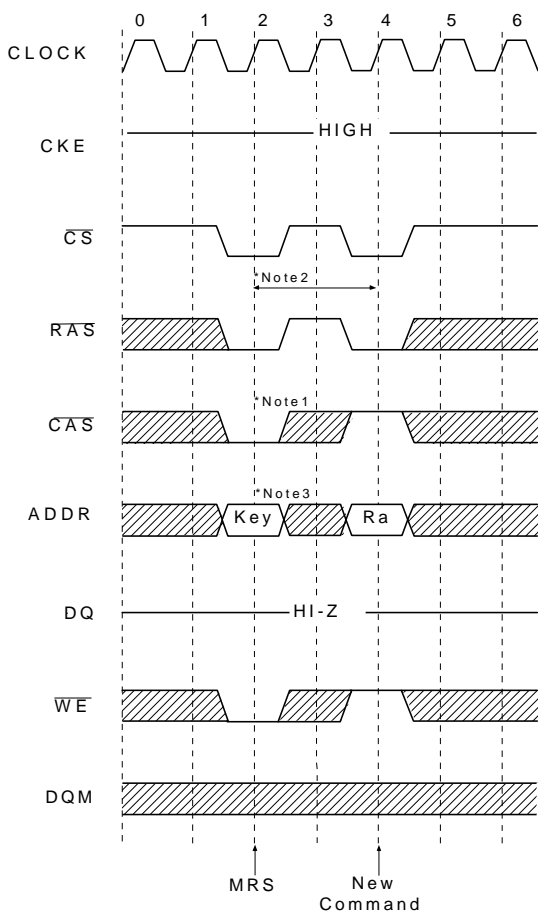 0 1 2 3 4 5 6
CLOCK
HIGH
CKE
CS
*Note2
RAS
*Note1
CAS
*Note3
ADDR
Key
Ra
DQ
HI-Z
WE
DQM
MRS
New
Command